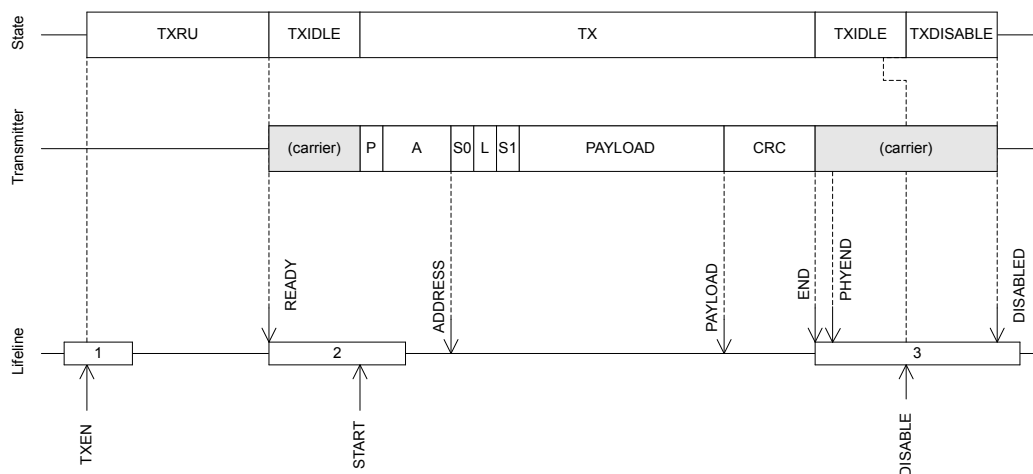 State
TXRU TXIDLE TX TXIDLE TXDISABLE
Transmitter
(carrier) P A S0 L S1 PAYLOAD CRC (carrier)
READY
ADDRESS
PAYLOAD
END
PHYEND
DISABLED
Lifeline
1 2 3
TXEN
START
DISABLE